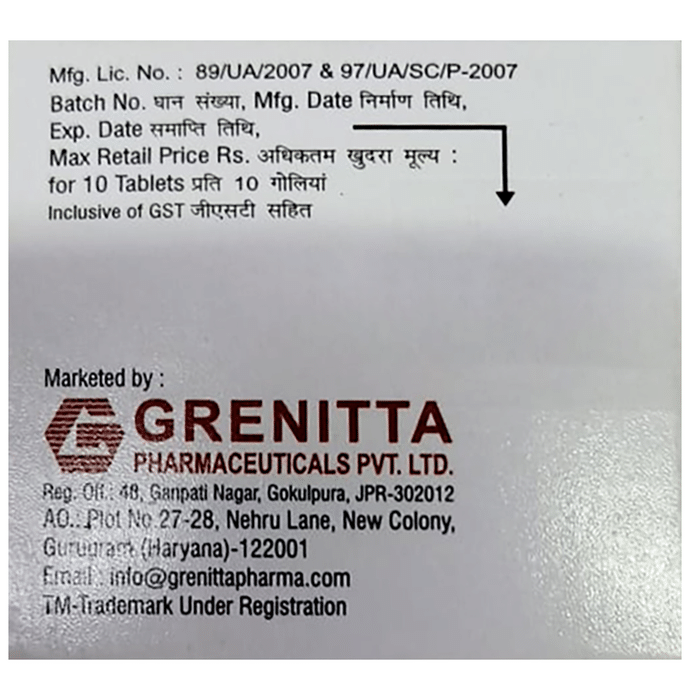 Mfg. Lic. No. : 89/UA/2007 & 97/UA/SC/P-2007
Batch No. घान संख्या, Mfg. Date निर्माण तिथि,
Exp. Date समाप्ति तिथि,
Max Retail Price Rs. अधिकतम खुदरा मूल्य :
for 10 Tablets प्रति 10 गोलियां
Inclusive of GST जीएसटी सहित
Marketed by :
GRENITTA
PHARMACEUTICALS PVT. LTD.
Reg. Off.: 48, Ganpati Nagar, Gokulpura, JPR-302012
AO.: Plot No 27-28, Nehru Lane, New Colony,
Gurugram (Haryana)-122001
Email : info@grenittapharma.com
TM-Trademark Under Registration